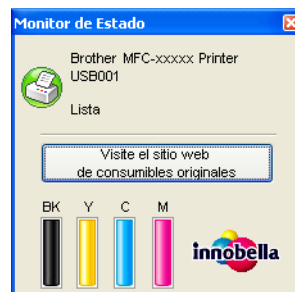 Monitor de Estado
Brother MFC-xxxxx Printer
USB001
Lista
Visite el sitio web
de consumibles originales
BK Y C M
innobella